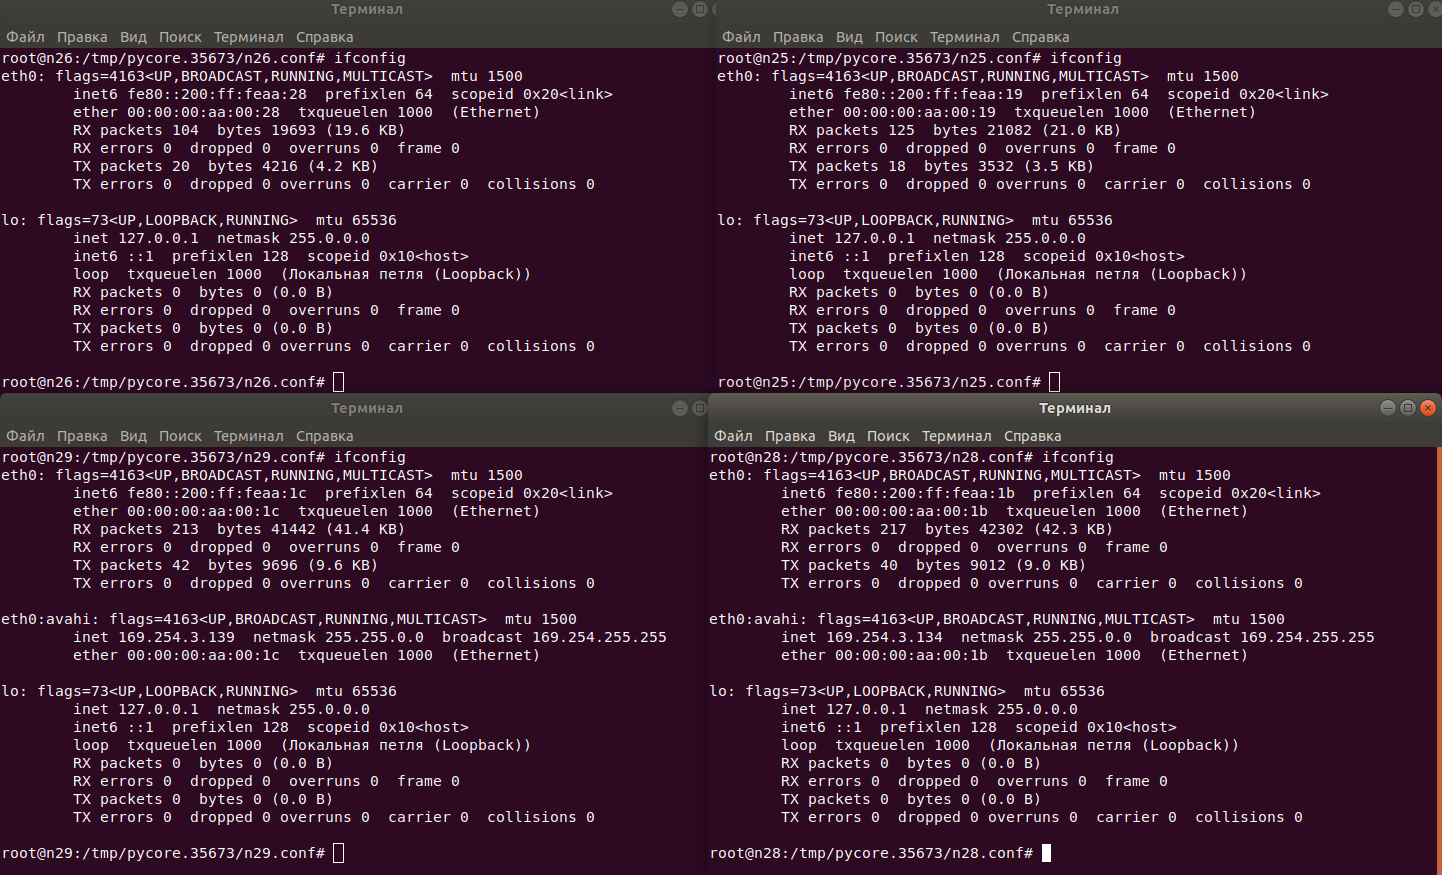 Терминал
Файл Правка Вид Поиск Терминал Справка
root@n26:/tmp/pycore.35673/n26.conf# ifconfig
eth0: flags=4163<UP,BROADCAST,RUNNING,MULTICAST>  mtu 1500
        inet6 fe80::200:ff:feaa:28  prefixlen 64  scopeid 0x20<link>
        ether 00:00:00:aa:00:28  txqueuelen 1000  (Ethernet)
        RX packets 104  bytes 19693 (19.6 KB)
        RX errors 0  dropped 0  overruns 0  frame 0
        TX packets 20  bytes 4216 (4.2 KB)
        TX errors 0  dropped 0 overruns 0  carrier 0  collisions 0

lo: flags=73<UP,LOOPBACK,RUNNING>  mtu 65536
        inet 127.0.0.1  netmask 255.0.0.0
        inet6 ::1  prefixlen 128  scopeid 0x10<host>
        loop  txqueuelen 1000  (Локальная петля (Loopback))
        RX packets 0  bytes 0 (0.0 B)
        RX errors 0  dropped 0  overruns 0  frame 0
        TX packets 0  bytes 0 (0.0 B)
        TX errors 0  dropped 0 overruns 0  carrier 0  collisions 0

root@n26:/tmp/pycore.35673/n26.conf#
Терминал
Файл Правка Вид Поиск Терминал Справка
root@n25:/tmp/pycore.35673/n25.conf# ifconfig
eth0: flags=4163<UP,BROADCAST,RUNNING,MULTICAST>  mtu 1500
        inet6 fe80::200:ff:feaa:19  prefixlen 64  scopeid 0x20<link>
        ether 00:00:00:aa:00:19  txqueuelen 1000  (Ethernet)
        RX packets 125  bytes 21082 (21.0 KB)
        RX errors 0  dropped 0  overruns 0  frame 0
        TX packets 18  bytes 3532 (3.5 KB)
        TX errors 0  dropped 0 overruns 0  carrier 0  collisions 0

lo: flags=73<UP,LOOPBACK,RUNNING>  mtu 65536
        inet 127.0.0.1  netmask 255.0.0.0
        inet6 ::1  prefixlen 128  scopeid 0x10<host>
        loop  txqueuelen 1000  (Локальная петля (Loopback))
        RX packets 0  bytes 0 (0.0 B)
        RX errors 0  dropped 0  overruns 0  frame 0
        TX packets 0  bytes 0 (0.0 B)
        TX errors 0  dropped 0 overruns 0  carrier 0  collisions 0

root@n25:/tmp/pycore.35673/n25.conf#
Терминал
Файл Правка Вид Поиск Терминал Справка
root@n29:/tmp/pycore.35673/n29.conf# ifconfig
eth0: flags=4163<UP,BROADCAST,RUNNING,MULTICAST>  mtu 1500
        inet6 fe80::200:ff:feaa:1c  prefixlen 64  scopeid 0x20<link>
        ether 00:00:00:aa:00:1c  txqueuelen 1000  (Ethernet)
        RX packets 213  bytes 41442 (41.4 KB)
        RX errors 0  dropped 0  overruns 0  frame 0
        TX packets 42  bytes 9696 (9.6 KB)
        TX errors 0  dropped 0 overruns 0  carrier 0  collisions 0

eth0:avahi: flags=4163<UP,BROADCAST,RUNNING,MULTICAST>  mtu 1500
        inet 169.254.3.139  netmask 255.255.0.0  broadcast 169.254.255.255
        ether 00:00:00:aa:00:1c  txqueuelen 1000  (Ethernet)

lo: flags=73<UP,LOOPBACK,RUNNING>  mtu 65536
        inet 127.0.0.1  netmask 255.0.0.0
        inet6 ::1  prefixlen 128  scopeid 0x10<host>
        loop  txqueuelen 1000  (Локальная петля (Loopback))
        RX packets 0  bytes 0 (0.0 B)
        RX errors 0  dropped 0  overruns 0  frame 0
        TX packets 0  bytes 0 (0.0 B)
        TX errors 0  dropped 0 overruns 0  carrier 0  collisions 0

root@n29:/tmp/pycore.35673/n29.conf#
Терминал
Файл Правка Вид Поиск Терминал Справка
root@n28:/tmp/pycore.35673/n28.conf# ifconfig
eth0: flags=4163<UP,BROADCAST,RUNNING,MULTICAST>  mtu 1500
        inet6 fe80::200:ff:feaa:1b  prefixlen 64  scopeid 0x20<link>
        ether 00:00:00:aa:00:1b  txqueuelen 1000  (Ethernet)
        RX packets 217  bytes 42302 (42.3 KB)
        RX errors 0  dropped 0  overruns 0  frame 0
        TX packets 40  bytes 9012 (9.0 KB)
        TX errors 0  dropped 0 overruns 0  carrier 0  collisions 0

eth0:avahi: flags=4163<UP,BROADCAST,RUNNING,MULTICAST>  mtu 1500
        inet 169.254.3.134  netmask 255.255.0.0  broadcast 169.254.255.255
        ether 00:00:00:aa:00:1b  txqueuelen 1000  (Ethernet)

lo: flags=73<UP,LOOPBACK,RUNNING>  mtu 65536
        inet 127.0.0.1  netmask 255.0.0.0
        inet6 ::1  prefixlen 128  scopeid 0x10<host>
        loop  txqueuelen 1000  (Локальная петля (Loopback))
        RX packets 0  bytes 0 (0.0 B)
        RX errors 0  dropped 0  overruns 0  frame 0
        TX packets 0  bytes 0 (0.0 B)
        TX errors 0  dropped 0 overruns 0  carrier 0  collisions 0

root@n28:/tmp/pycore.35673/n28.conf#